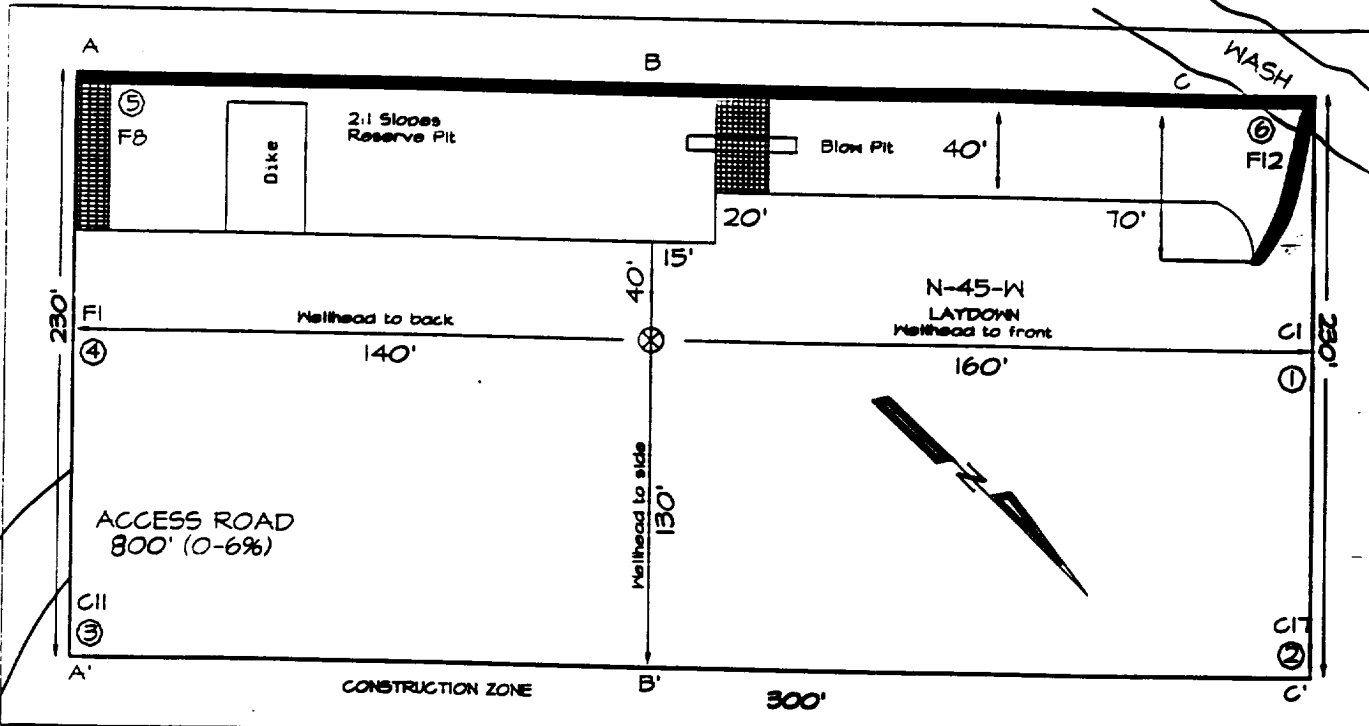 A
B
C
WASH
5
F8
Dike
2:1 Slopes
Reserve Pit
Blow Pit
40'
6
F12
20'
70'
15'
40'
230'
F1
4
Wellhead to back
140'
N-45-W
LAYDOWN
Wellhead to front
160'
C1
1
230'
Wellhead to side
130'
N
ACCESS ROAD
800' (0-6%)
C11
3
C17
2
A'
CONSTRUCTION ZONE
B'
300'
C'